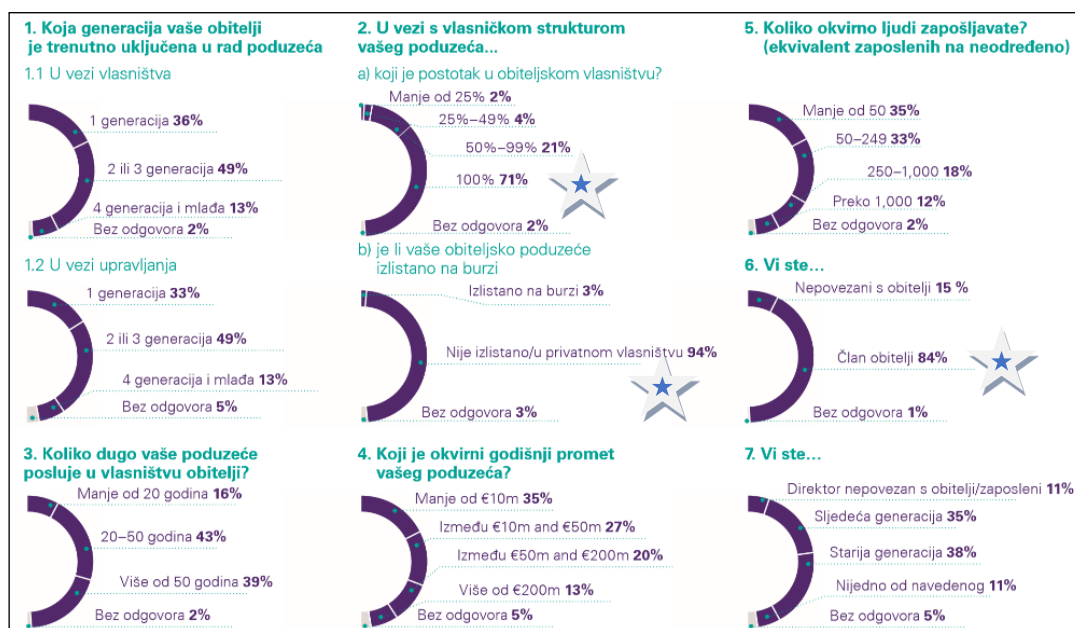 1. Koja generacija vaše obitelji
je trenutno uključena u rad poduzeća
1.1 U vezi vlasništva
1 generacija 36%
2 ili 3 generacija 49%
4 generacija i mlađa 13%
Bez odgovora 2%
1.2 U vezi upravljanja
1 generacija 33%
2 ili 3 generacija 49%
4 generacija i mlađa 13%
Bez odgovora 5%
2. U vezi s vlasničkom strukturom
vašeg poduzeća...
a) koji je postotak u obiteljskom vlasništvu?
Manje od 25% 2%
25%–49% 4%
50%–99% 21%
100% 71%
Bez odgovora 2%
b) je li vaše obiteljsko poduzeće
izlistano na burzi
Izlistano na burzi 3%
Nije izlistano/u privatnom vlasništvu 94%
Bez odgovora 3%
5. Koliko okvirno ljudi zapošljavate?
(ekvivalent zaposlenih na neodređeno)
Manje od 50 35%
50–249 33%
250–1,000 18%
Preko 1,000 12%
Bez odgovora 2%
6. Vi ste...
Nepovezani s obitelji 15 %
Član obitelji 84%
Bez odgovora 1%
3. Koliko dugo vaše poduzeće
posluje u vlasništvu obitelji?
Manje od 20 godina 16%
20–50 godina 43%
Više od 50 godina 39%
Bez odgovora 2%
4. Koji je okvirni godišnji promet
vašeg poduzeća?
Manje od €10m 35%
Između €10m and €50m 27%
Između €50m and €200m 20%
Više od €200m 13%
Bez odgovora 5%
7. Vi ste...
Direktor nepovezan s obitelji/zaposleni 11%
Sljedeća generacija 35%
Starija generacija 38%
Nijedno od navedenog 11%
Bez odgovora 5%